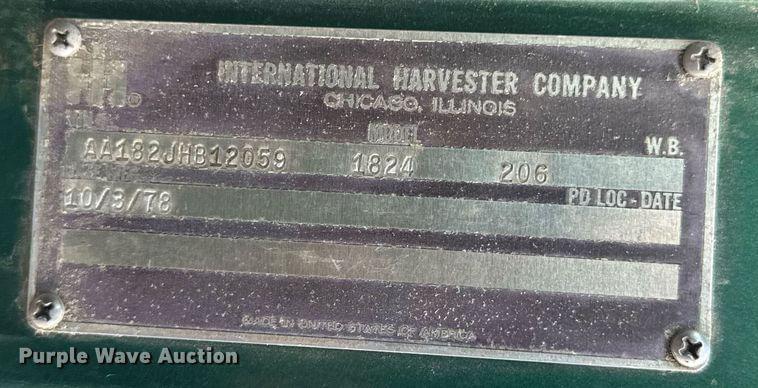 IH®
INTERNATIONAL HARVESTER COMPANY
CHICAGO, ILLINOIS
MODEL
W.B.
AA182JHB12059 1824 206
10/3/78
PD LOC-DATE
MADE IN UNITED STATES OF AMERICA
Purple Wave Auction